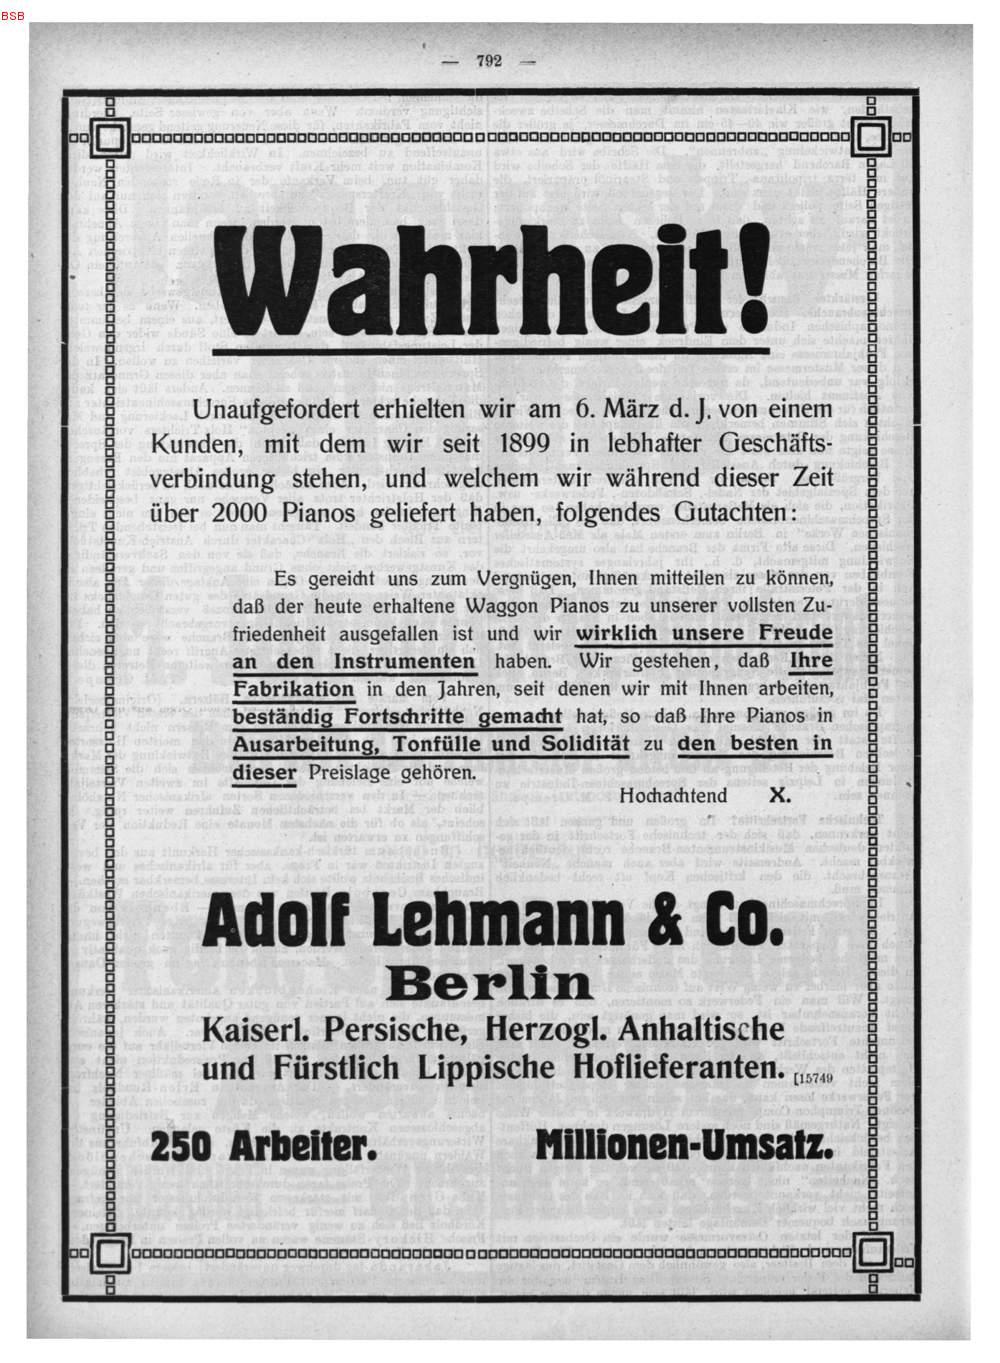 BSB
— 792 —
Wahrheit!
Unaufgefordert erhielten wir am 6. März d. J. von einem
Kunden, mit dem wir seit 1899 in lebhafter Geschäfts-
verbindung stehen, und welchem wir während dieser Zeit
über 2000 Pianos geliefert haben, folgendes Gutachten:
Es gereicht uns zum Vergnügen, Ihnen mitteilen zu können,
daß der heute erhaltene Waggon Pianos zu unserer vollsten Zu-
friedenheit ausgefallen ist und wir wirklich unsere Freude
an den Instrumenten haben. Wir gestehen, daß Ihre
Fabrikation in den Jahren, seit denen wir mit Ihnen arbeiten,
beständig Fortschritte gemacht hat, so daß Ihre Pianos in
Ausarbeitung, Tonfülle und Solidität zu den besten in
dieser Preislage gehören.
Hochachtend X.
Adolf Lehmann & Co.
Berlin
Kaiserl. Persische, Herzogl. Anhaltische
und Fürstlich Lippische Hoflieferanten. [15749
250 Arbeiter. Millionen-Umsatz.